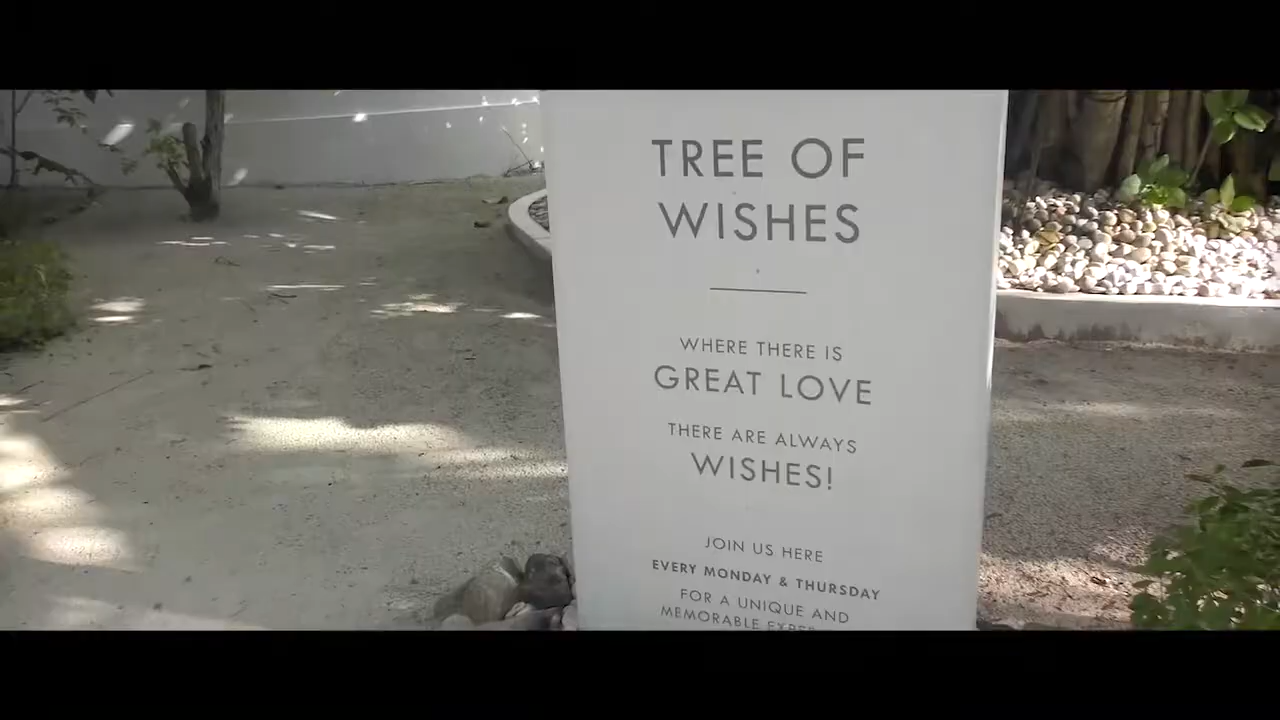 TREE OF
WISHES
WHERE THERE IS
GREAT LOVE
THERE ARE ALWAYS
WISHES!
JOIN US HERE
EVERY MONDAY & THURSDAY
FOR A UNIQUE AND
MEMORABLE